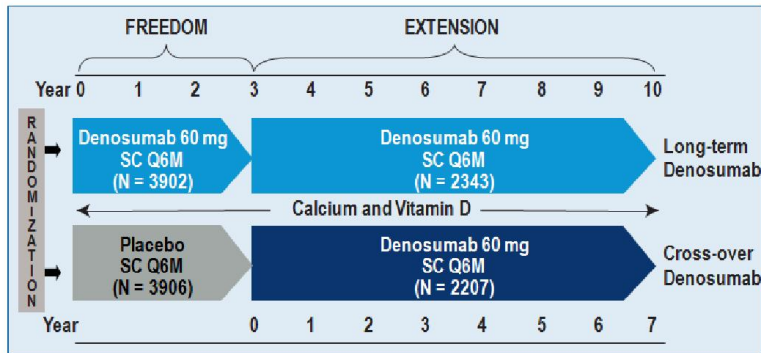 FREEDOM EXTENSION
Year 0 1 2 3 4 5 6 7 8 9 10
RANDOMIZATION
Denosumab 60 mg
SC Q6M
(N = 3902)
Denosumab 60 mg
SC Q6M
(N = 2343)
Long-term
Denosumab
Calcium and Vitamin D
Placebo
SC Q6M
(N = 3906)
Denosumab 60 mg
SC Q6M
(N = 2207)
Cross-over
Denosumab
Year 0 1 2 3 4 5 6 7